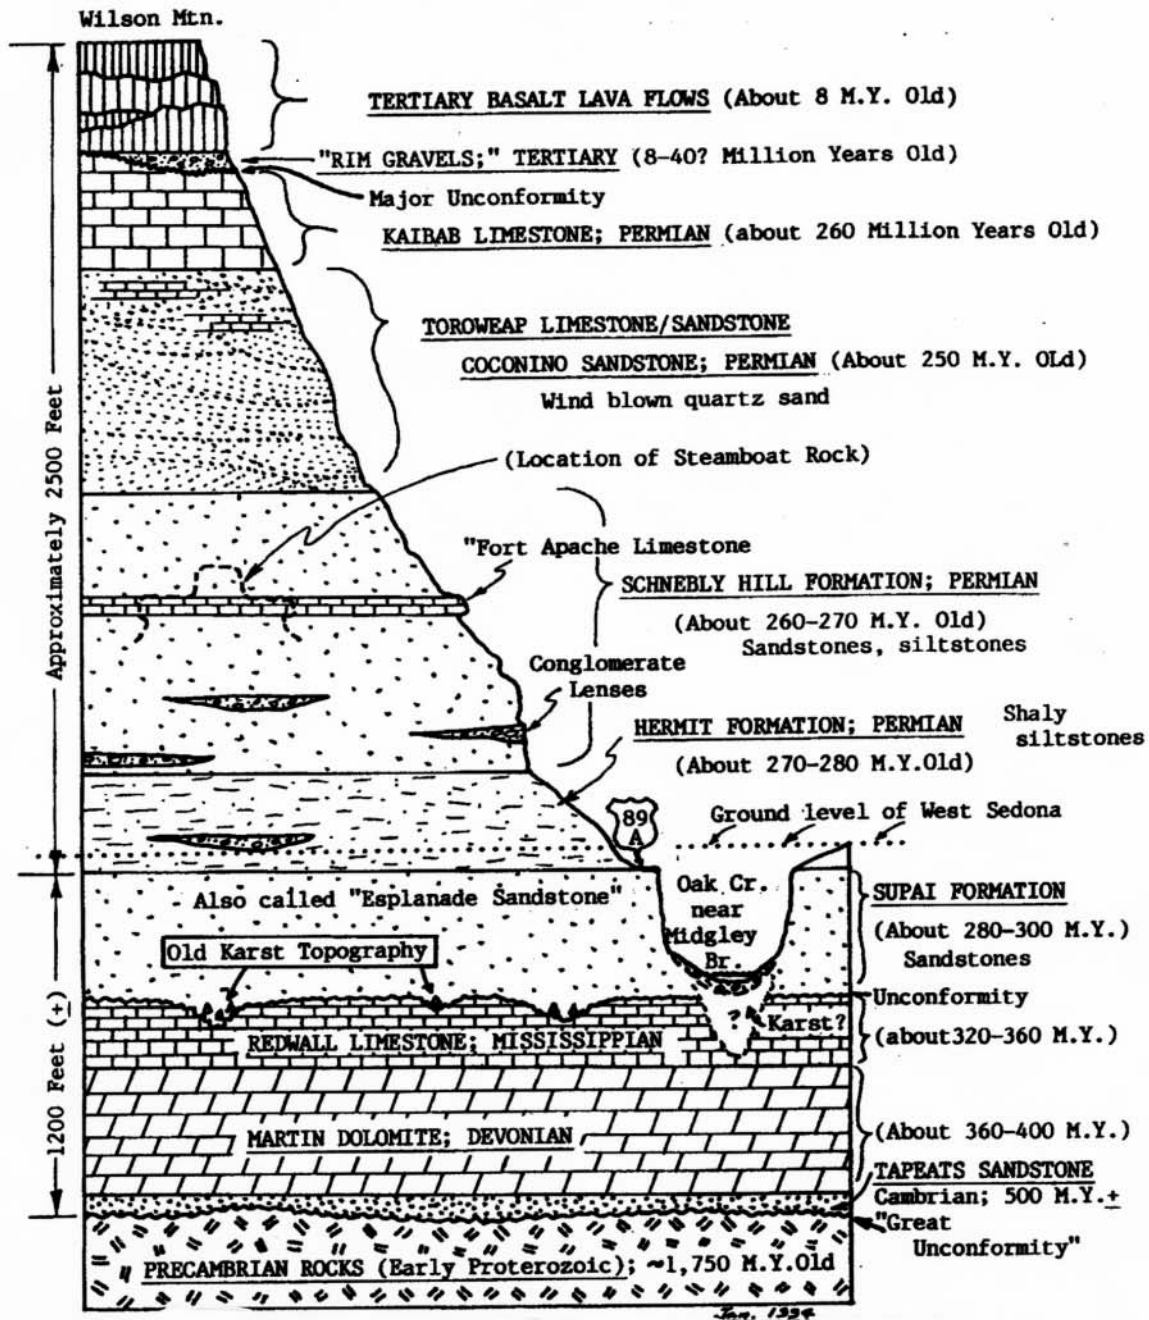 Wilson Mtn.
TERTIARY BASALT LAVA FLOWS (About 8 M.Y. Old)
"RIM GRAVELS;" TERTIARY (8-40? Million Years Old)
Major Unconformity
KAIBAB LIMESTONE; PERMIAN (about 260 Million Years Old)
TOROWEAP LIMESTONE/SANDSTONE
COCONINO SANDSTONE; PERMIAN (About 250 M.Y. OLd)
Wind blown quartz sand
(Location of Steamboat Rock)
Approximately 2500 Feet
"Fort Apache Limestone
SCHNEBLY HILL FORMATION; PERMIAN
(About 260-270 M.Y. Old)
Sandstones, siltstones
Conglomerate
Lenses
HERMIT FORMATION; PERMIAN
Shaly
siltstones
(About 270-280 M.Y.Old)
89
A
Ground level of West Sedona
Also called "Esplanade Sandstone"
Oak Cr.
near
Midgley
Br.
SUPAI FORMATION
(About 280-300 M.Y.)
Sandstones
Old Karst Topography
Unconformity
?
Karst?
REDWALL LIMESTONE; MISSISSIPPIAN
(about320-360 M.Y.)
1200 Feet (±)
MARTIN DOLOMITE; DEVONIAN
(About 360-400 M.Y.)
TAPEATS SANDSTONE
Cambrian; 500 M.Y.±
"Great
Unconformity"
PRECAMBRIAN ROCKS (Early Proterozoic); ~1,750 M.Y.Old
Jan. 1994